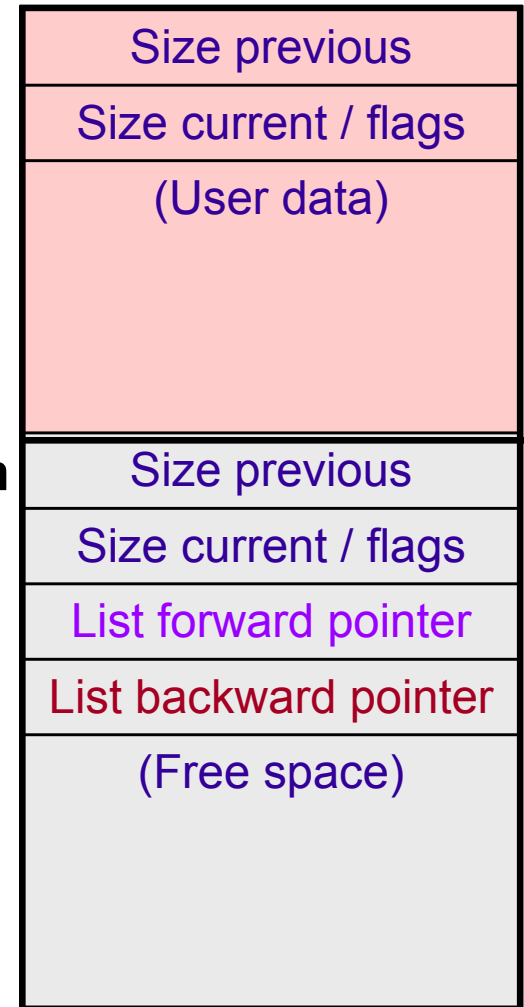 Size previous
Size current / flags
(User data)
Size previous
Size current / flags
List forward pointer
List backward pointer
(Free space)